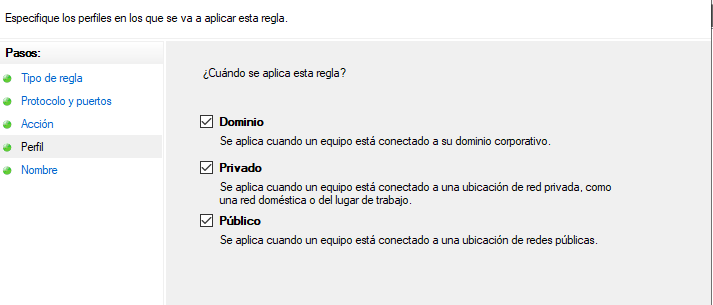 Especifique los perfiles en los que se va a aplicar esta regla.
Pasos:
Tipo de regla
Protocolo y puertos
Acción
Perfil
Nombre
¿Cuándo se aplica esta regla?
Dominio
Se aplica cuando un equipo está conectado a su dominio corporativo.
Privado
Se aplica cuando un equipo está conectado a una ubicación de red privada, como
una red doméstica o del lugar de trabajo.
Público
Se aplica cuando un equipo está conectado a una ubicación de redes públicas.